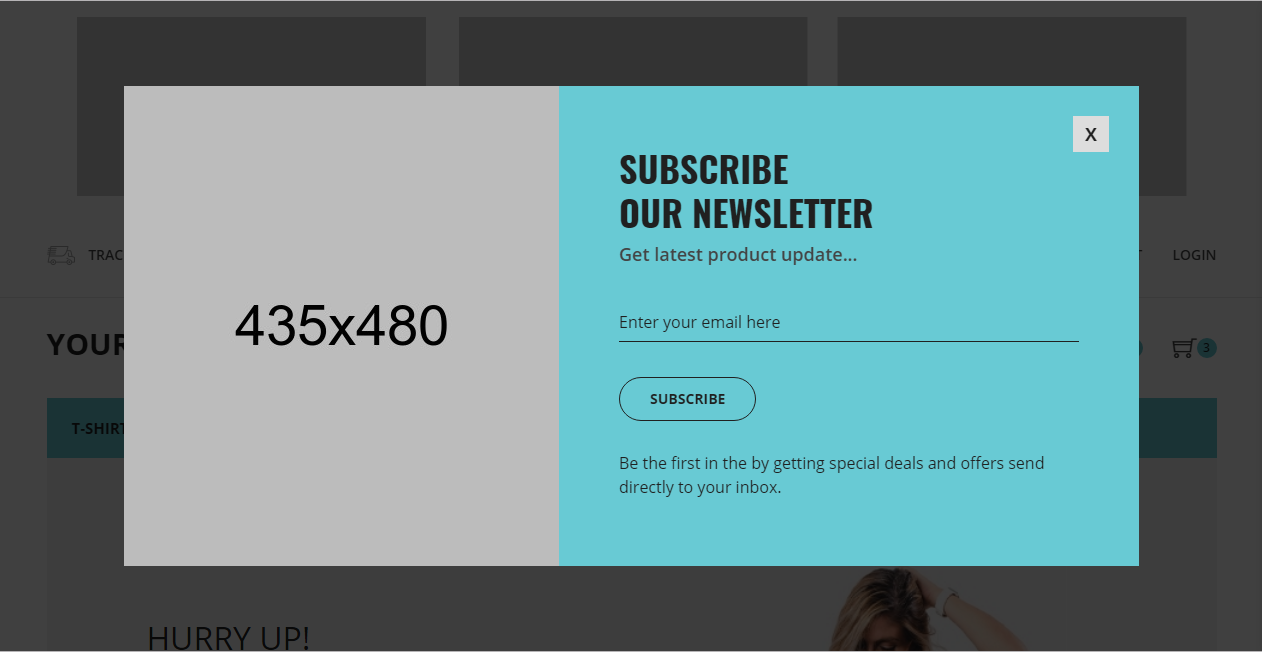 TRAC
LOGIN
YOUR
3
T-SHIRT
435x480
X
SUBSCRIBE
OUR NEWSLETTER
Get latest product update...
Enter your email here
SUBSCRIBE
Be the first in the by getting special deals and offers send
directly to your inbox.
HURRY UP!